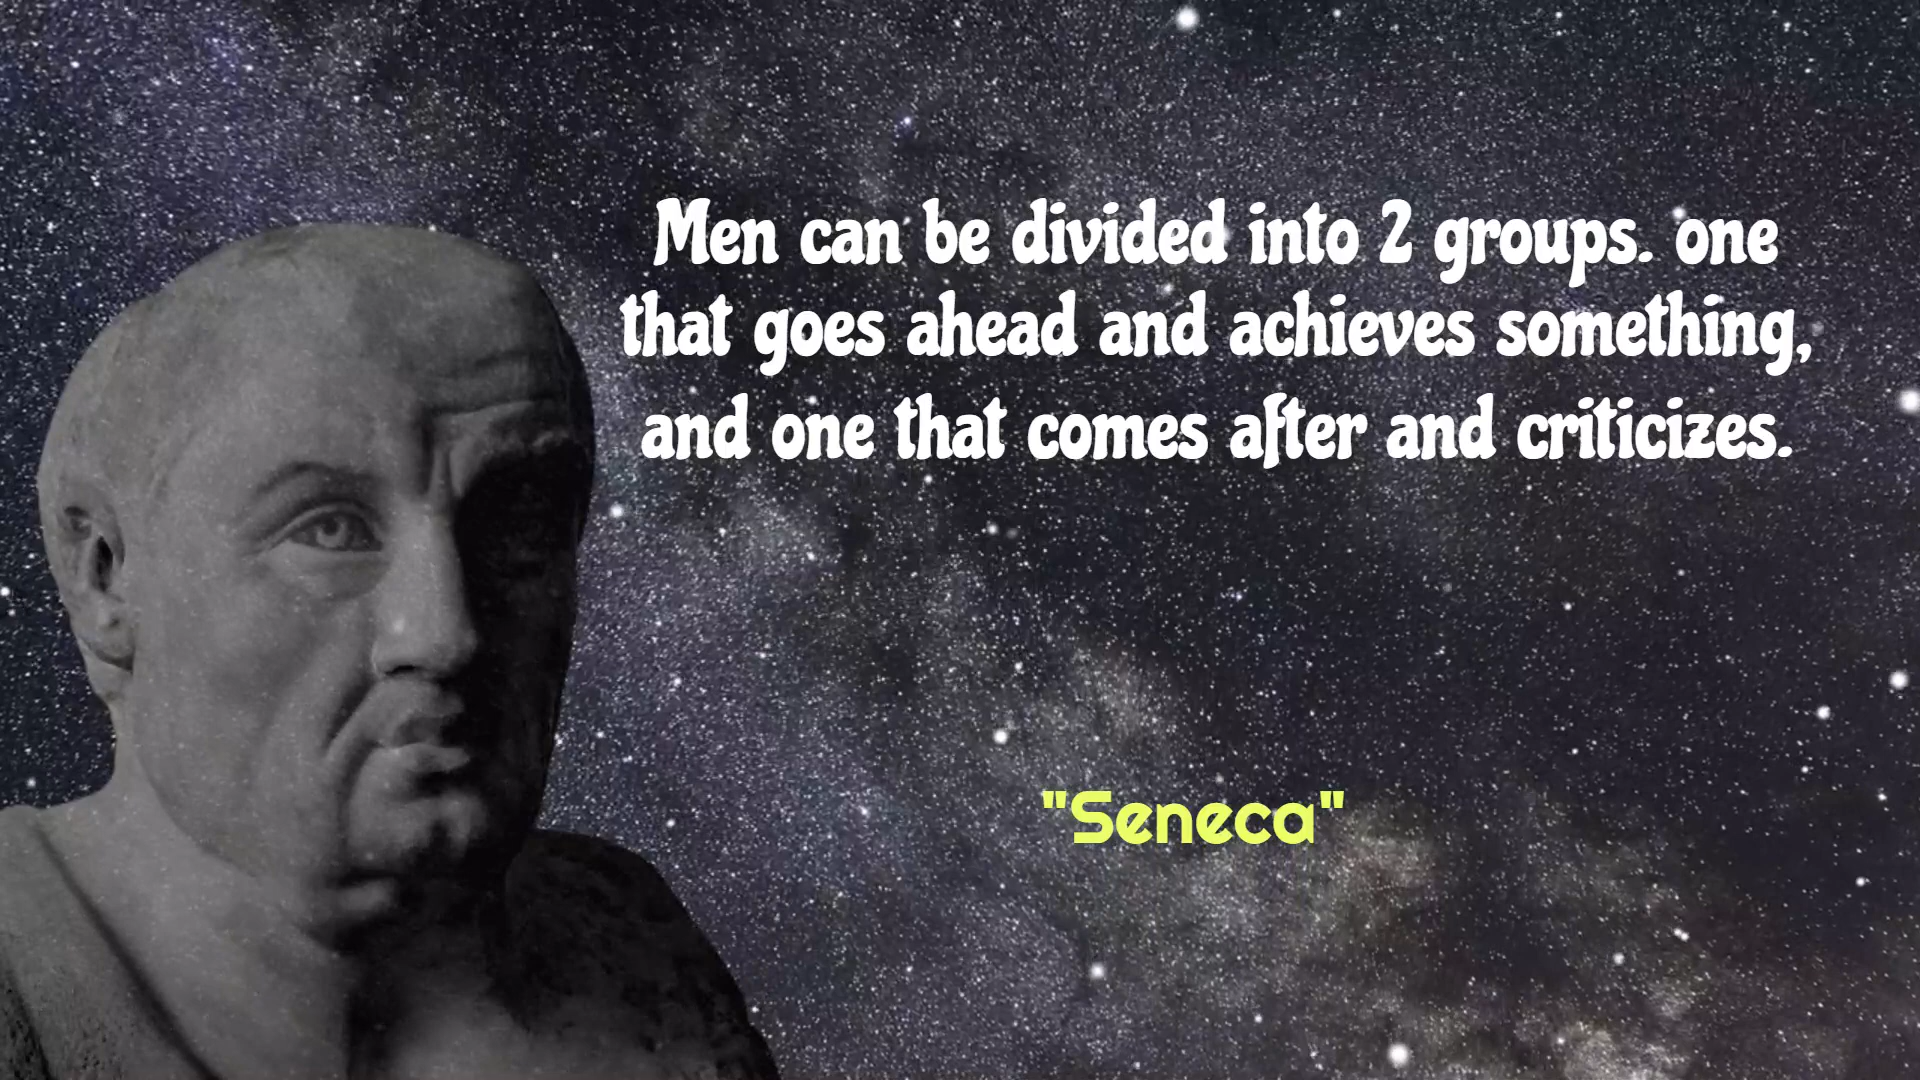 Men can be divided into 2 groups. one
that goes ahead and achieves something,
and one that comes after and criticizes.
"Seneca"